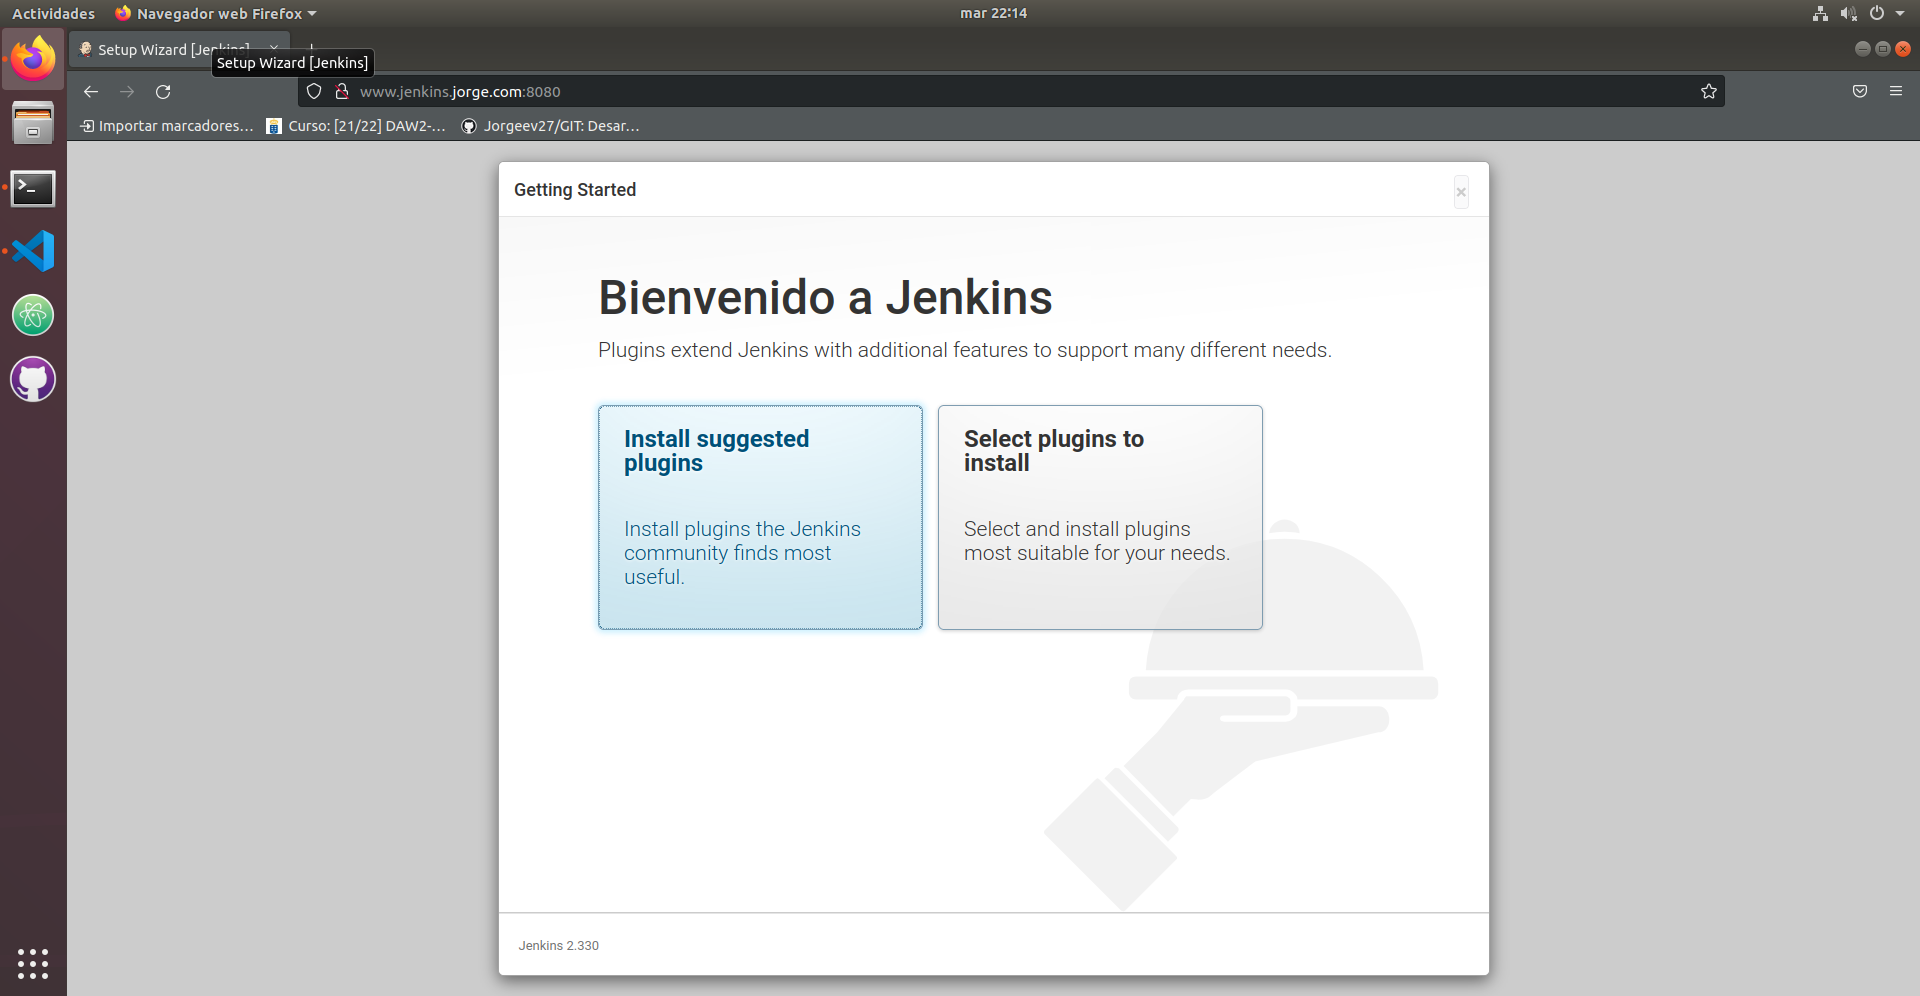 Actividades
Navegador web Firefox
mar 22:14
Setup Wizard [Jenkins]
Setup Wizard [Jenkins]
www.jenkins.jorge.com:8080
Importar marcadores…
Curso: [21/22] DAW2-…
Jorgeev27/GIT: Desar…
Getting Started
Bienvenido a Jenkins
Plugins extend Jenkins with additional features to support many different needs.
Install suggested
plugins
Install plugins the Jenkins
community finds most
useful.
Select plugins to
install
Select and install plugins
most suitable for your needs.
Jenkins 2.330